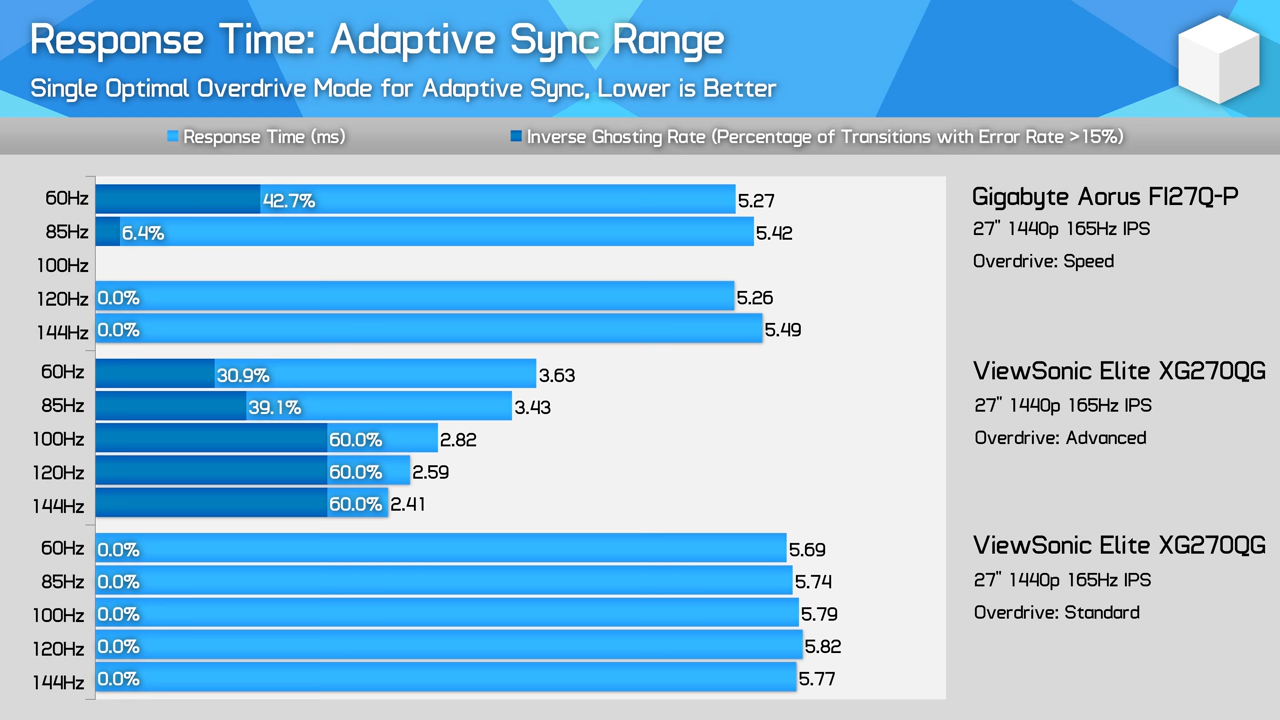 Response Time: Adaptive Sync Range
Single Optimal Overdrive Mode for Adaptive Sync, Lower is Better
Response Time (ms)
Inverse Ghosting Rate (Percentage of Transitions with Error Rate >15%)
Gigabyte Aorus FI27Q-P
27" 1440p 165Hz IPS
Overdrive: Speed
60Hz 42.7% 5.27
85Hz 6.4% 5.42
100Hz
120Hz 0.0% 5.26
144Hz 0.0% 5.49
ViewSonic Elite XG270QG
27" 1440p 165Hz IPS
Overdrive: Advanced
60Hz 30.9% 3.63
85Hz 39.1% 3.43
100Hz 60.0% 2.82
120Hz 60.0% 2.59
144Hz 60.0% 2.41
ViewSonic Elite XG270QG
27" 1440p 165Hz IPS
Overdrive: Standard
60Hz 0.0% 5.69
85Hz 0.0% 5.74
100Hz 0.0% 5.79
120Hz 0.0% 5.82
144Hz 0.0% 5.77